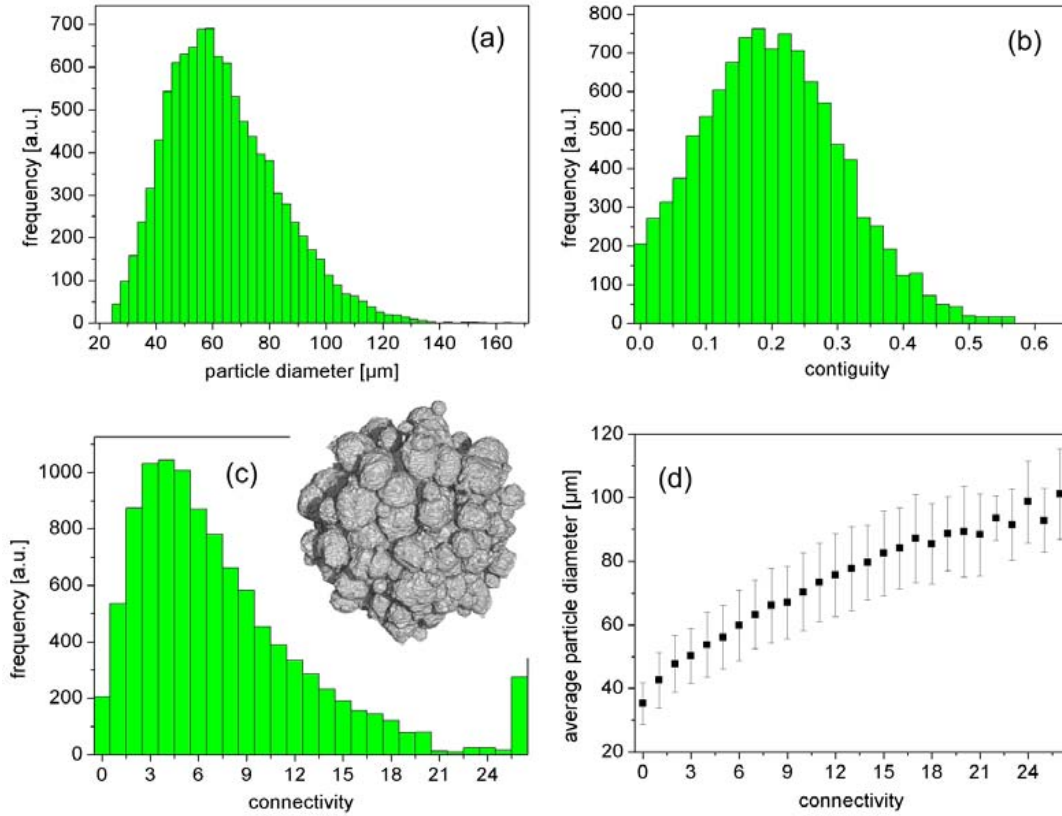 700
600
500
400
300
200
100
0
frequency [a.u.]
(a)
20 40 60 80 100 120 140 160
particle diameter [µm]
800
700
600
500
400
300
200
100
0
frequency [a.u.]
(b)
0.0 0.1 0.2 0.3 0.4 0.5 0.6
contiguity
1000
800
600
400
200
0
frequency [a.u.]
(c)
0 3 6 9 12 15 18 21 24
connectivity
120
100
80
60
40
20
average particle diameter [µm]
(d)
0 3 6 9 12 15 18 21 24
connectivity